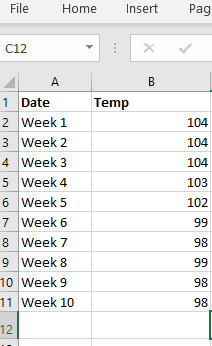 File Home Insert Pag
C12
A B
1 Date Temp
2 Week 1 104
3 Week 2 104
4 Week 3 104
5 Week 4 103
6 Week 5 102
7 Week 6 99
8 Week 7 98
9 Week 8 99
10 Week 9 98
11 Week 10 98
12